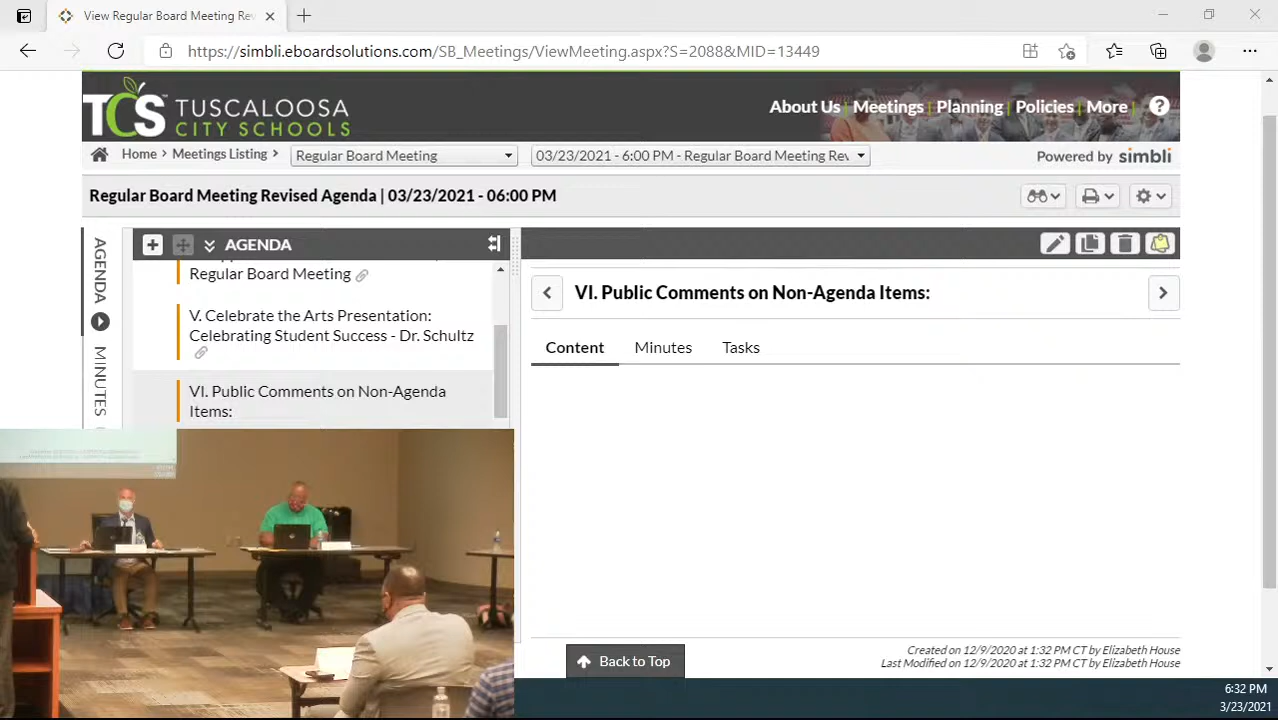 View Regular Board Meeting Rev
https://simbli.eboardsolutions.com/SB_Meetings/ViewMeeting.aspx?S=2088&MID=13449
TCS TUSCALOOSA
CITY SCHOOLS
About Us Meetings Planning Policies More ?
Home Meetings Listing Regular Board Meeting 03/23/2021 - 6:00 PM - Regular Board Meeting Rev Powered by simbli
Regular Board Meeting Revised Agenda | 03/23/2021 - 06:00 PM
AGENDA
AGENDA
MINUTES
Regular Board Meeting
V. Celebrate the Arts Presentation:
Celebrating Student Success - Dr. Schultz
VI. Public Comments on Non-Agenda
Items:
VI. Public Comments on Non-Agenda Items:
Content Minutes Tasks
Created on 12/9/2020 at 1:32 PM CT by Elizabeth House
Last Modified on 12/9/2020 at 1:32 PM CT by Elizabeth House
Back to Top
6:32 PM
3/23/2021